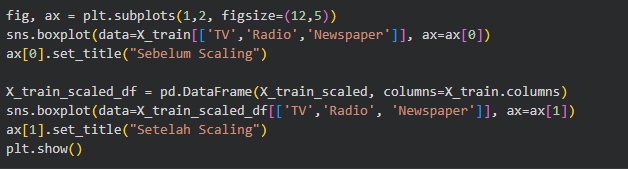 fig, ax = plt.subplots(1,2, figsize=(12,5))
sns.boxplot(data=X_train[['TV','Radio','Newspaper']], ax=ax[0])
ax[0].set_title("Sebelum Scaling")

X_train_scaled_df = pd.DataFrame(X_train_scaled, columns=X_train.columns)
sns.boxplot(data=X_train_scaled_df[['TV','Radio', 'Newspaper']], ax=ax[1])
ax[1].set_title("Setelah Scaling")
plt.show()